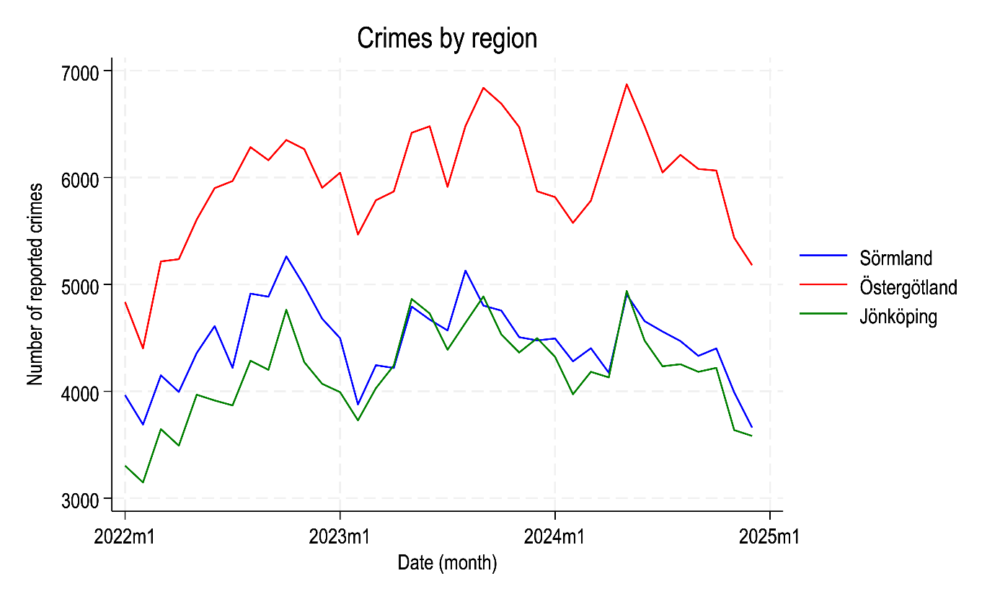 Crimes by region
7000
6000
5000
4000
3000
Number of reported crimes
2022m1 2023m1 2024m1 2025m1
Date (month)
Sörmland
Östergötland
Jönköping